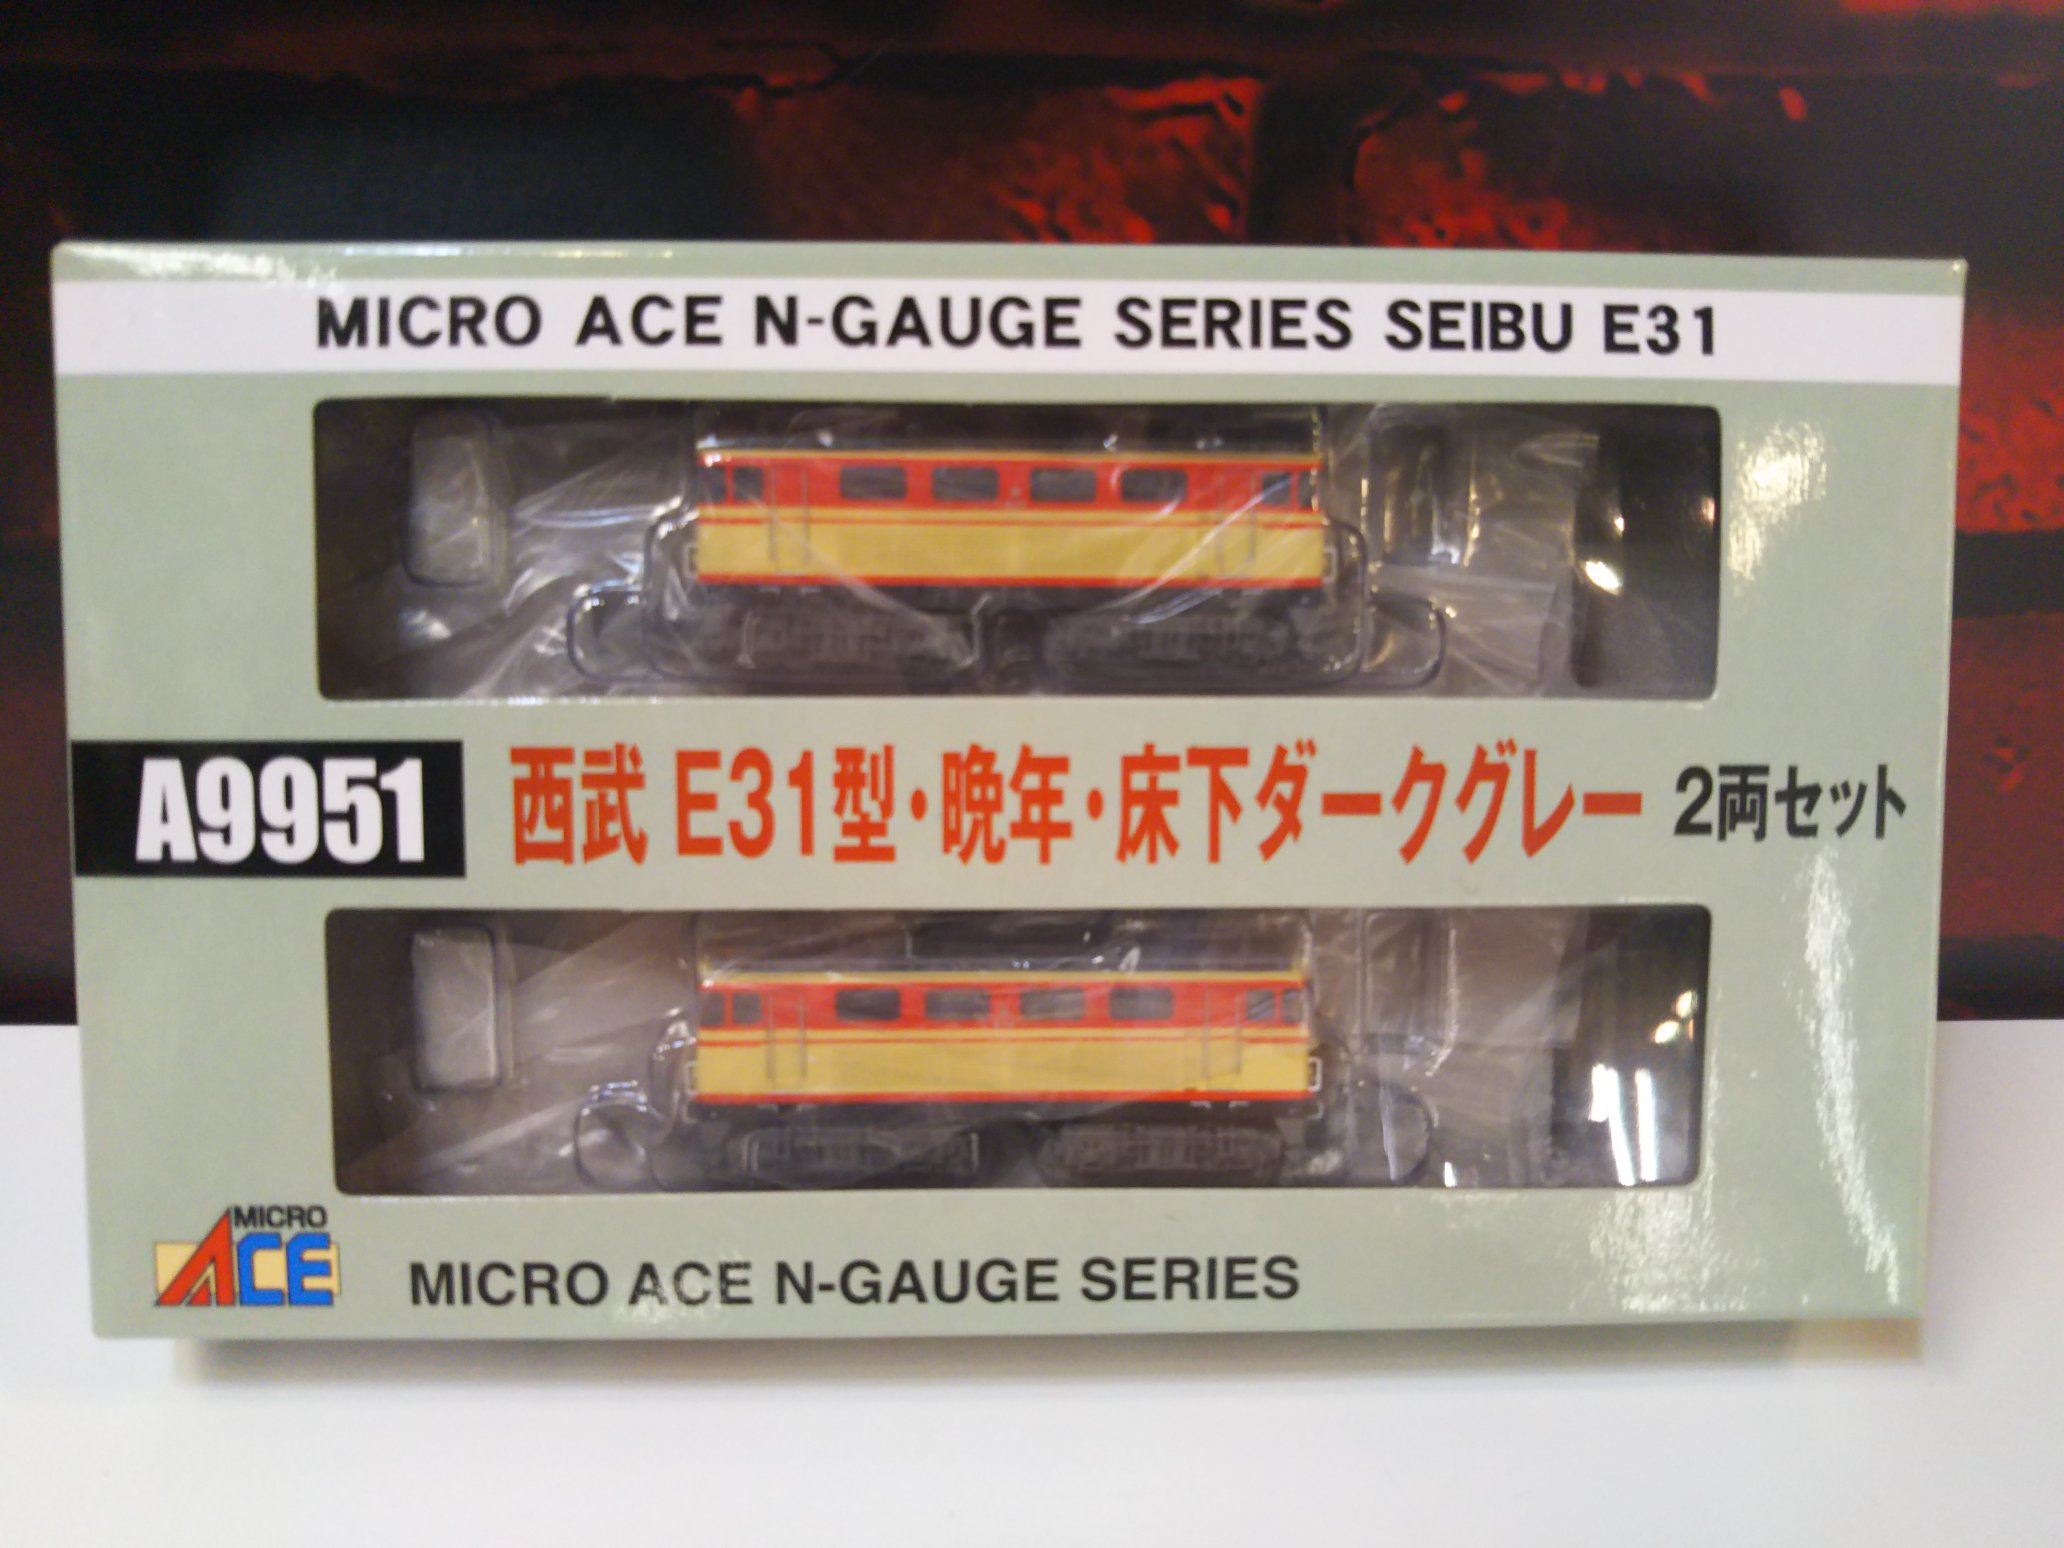 MICRO ACE N-GAUGE SERIES SEIBU E31
A9951
西武 E31型・晩年・床下ダークグレー 2両セット
MICRO
ACE
MICRO ACE N-GAUGE SERIES